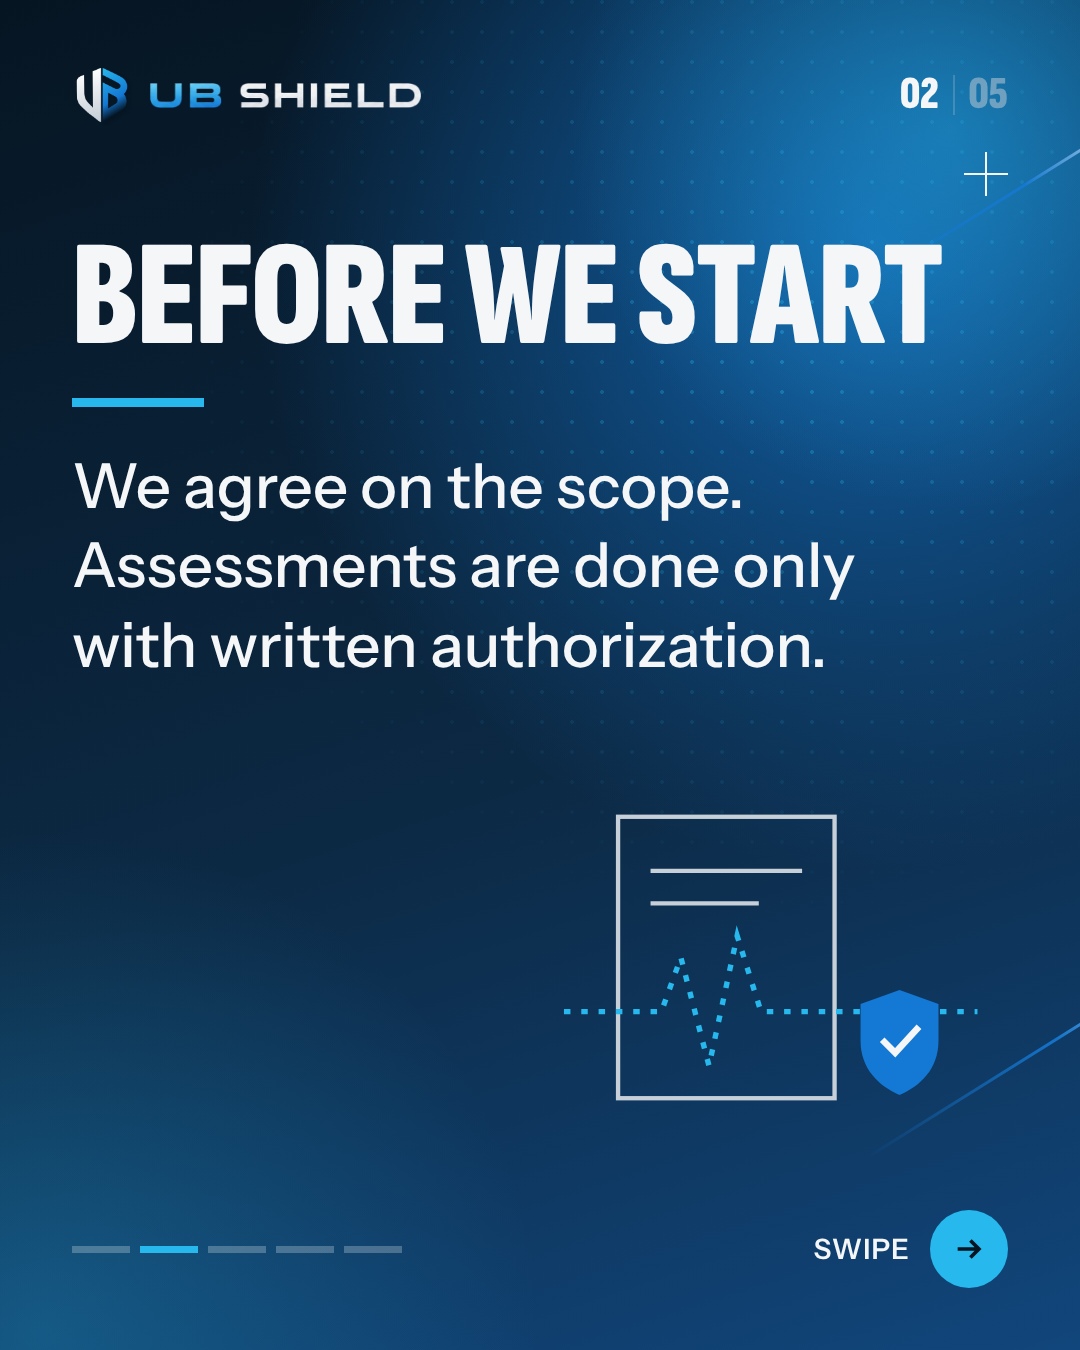 UB SHIELD
02 | 05
BEFORE WE START
We agree on the scope.
Assessments are done only
with written authorization.
SWIPE